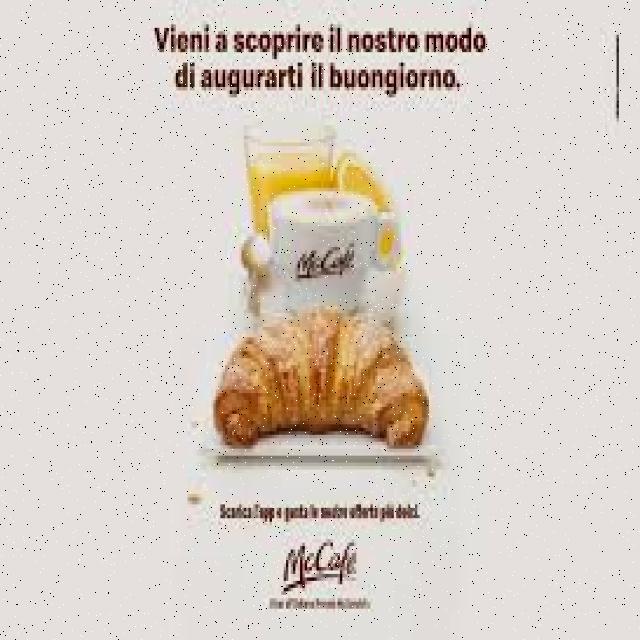 Vieni a scoprire il nostro modo
di augurarti il buongiorno.
McCafé
Scarica l'app e gusta le nostre offerte più dolci.
McCafé